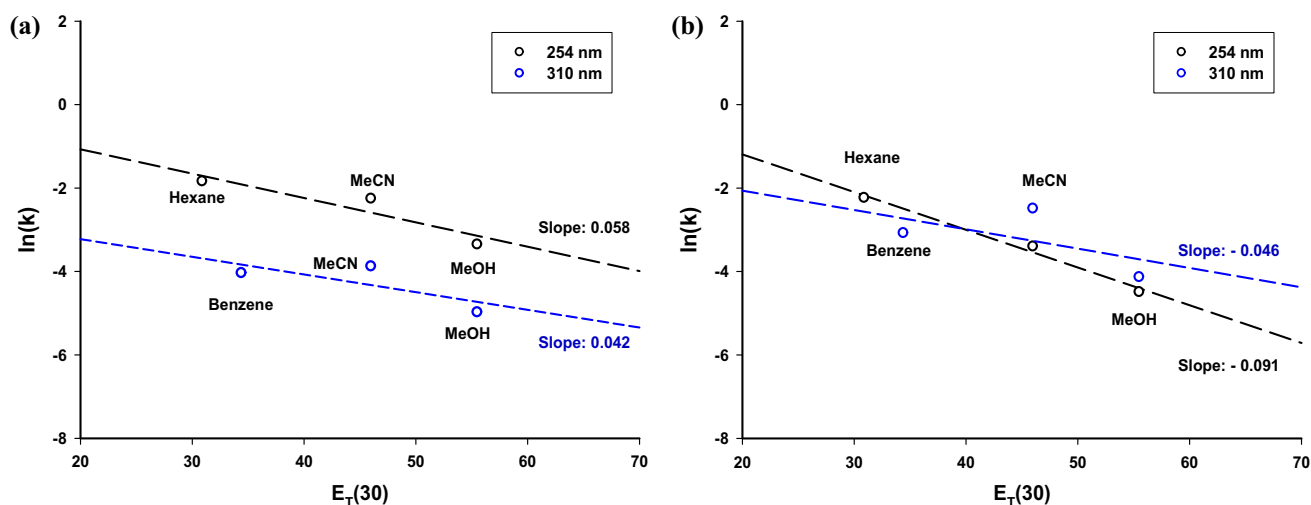 (a)
2
0
-2
-4
-6
-8
ln(k)
254 nm
310 nm
Hexane
MeCN
MeOH
Slope: 0.058
MeCN
Benzene
MeOH
Slope: 0.042
20 30 40 50 60 70
E_T(30)
(b)
2
0
-2
-4
-6
-8
ln(k)
254 nm
310 nm
Hexane
MeCN
Benzene
Slope: - 0.046
MeOH
Slope: - 0.091
20 30 40 50 60 70
E_T(30)